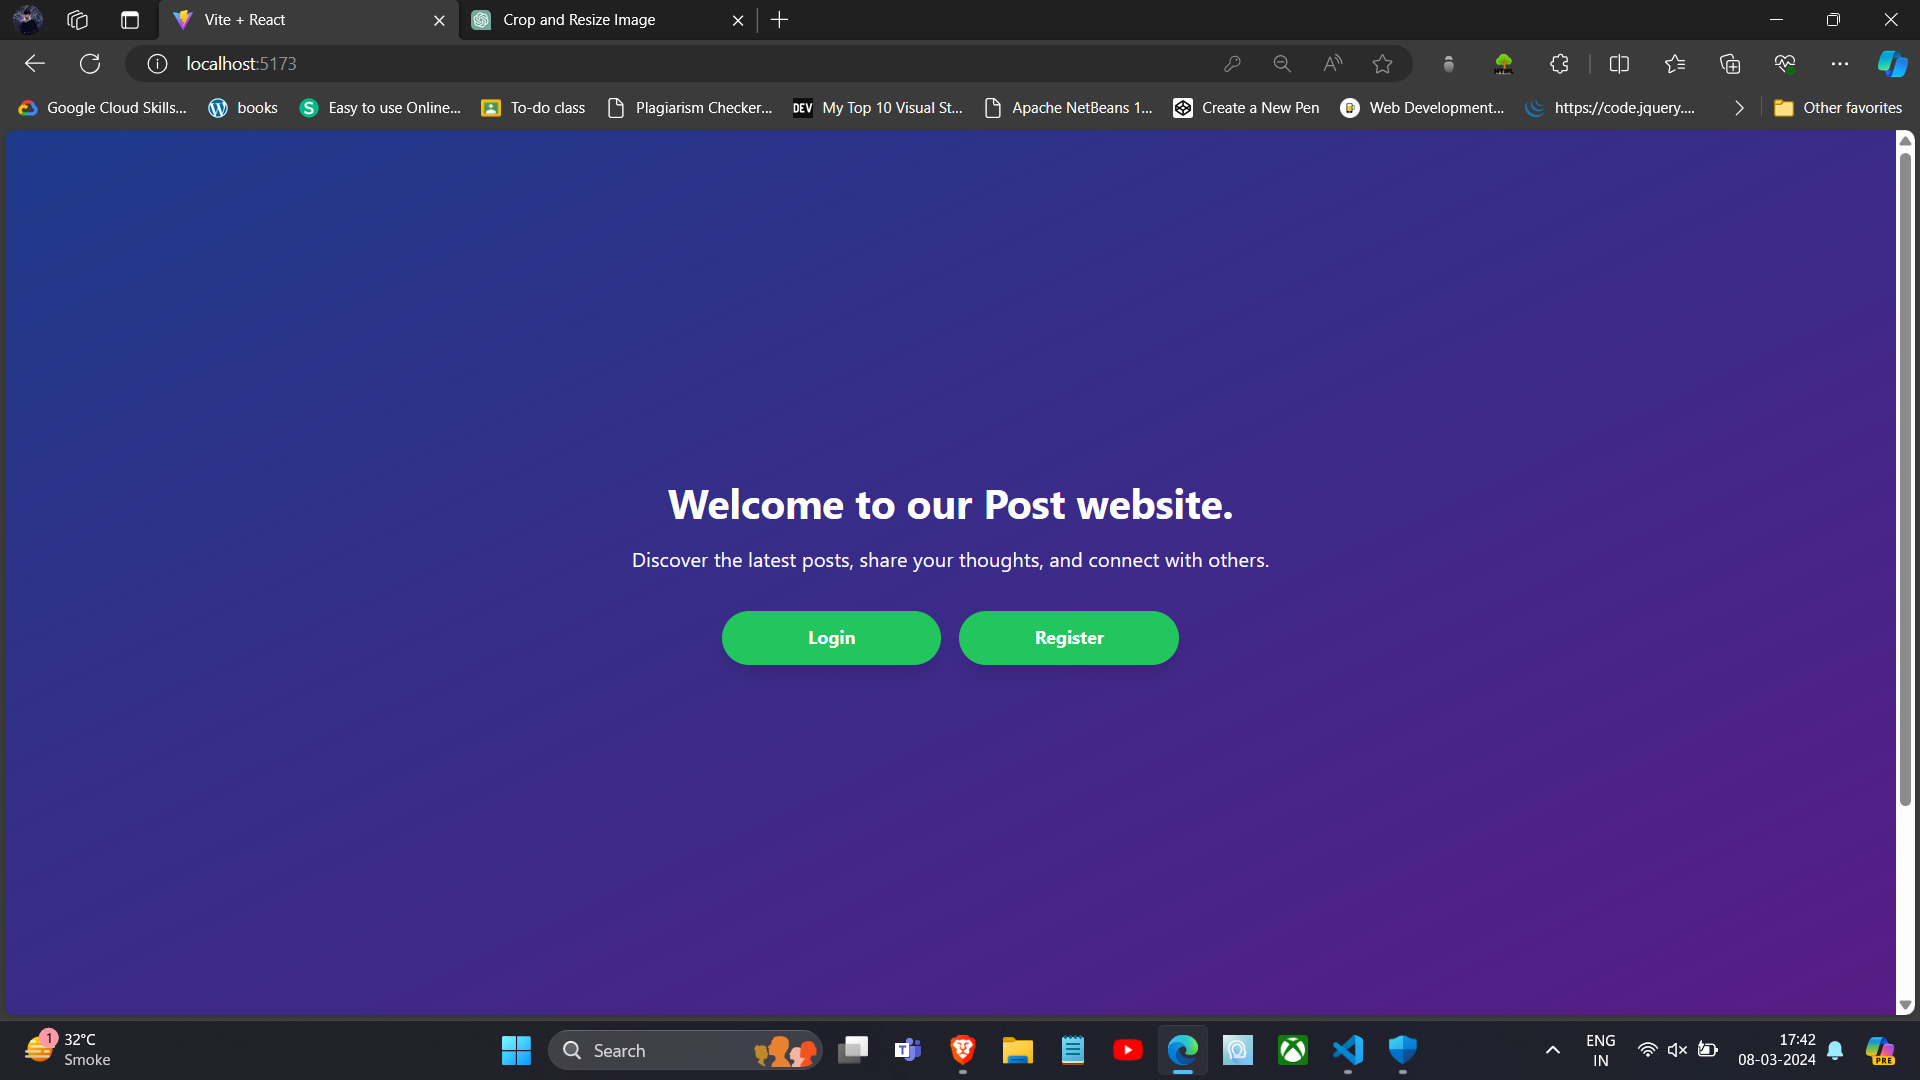 Vite + React
Crop and Resize Image
localhost:5173
Google Cloud Skills...
books
S
Easy to use Online...
To-do class
Plagiarism Checker...
DEV
My Top 10 Visual St...
Apache NetBeans 1...
Create a New Pen
Web Development...
https://code.jquery....
Other favorites
Welcome to our Post website.
Discover the latest posts, share your thoughts, and connect with others.
Login
Register
1
32°C
Smoke
Search
T
ENG
IN
17:42
08-03-2024
PRE